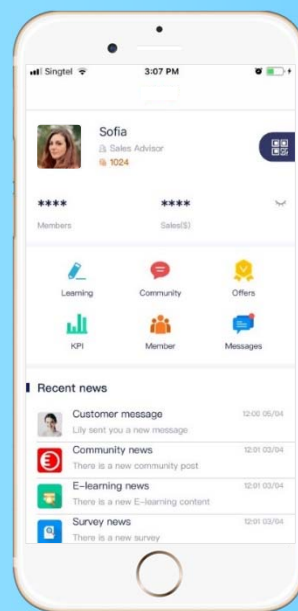 Singtel 3:07 PM
Sofia
Sales Advisor
1024
**** ****
Members Sales($)
Learning Community Offers
KPI Member Messages
Recent news
Customer message 12:00 05/04
Lily sent you a new message
Community news 12:01 03/04
There is a new community post
E-learning news 12:01 03/04
There is a new E-learning content
Survey news 12:01 03/04
There is a new survey